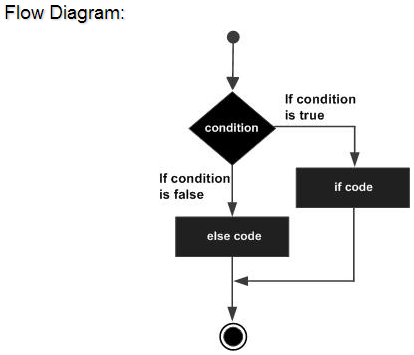 Flow Diagram:
If condition
is true
condition
If condition
is false
if code
else code